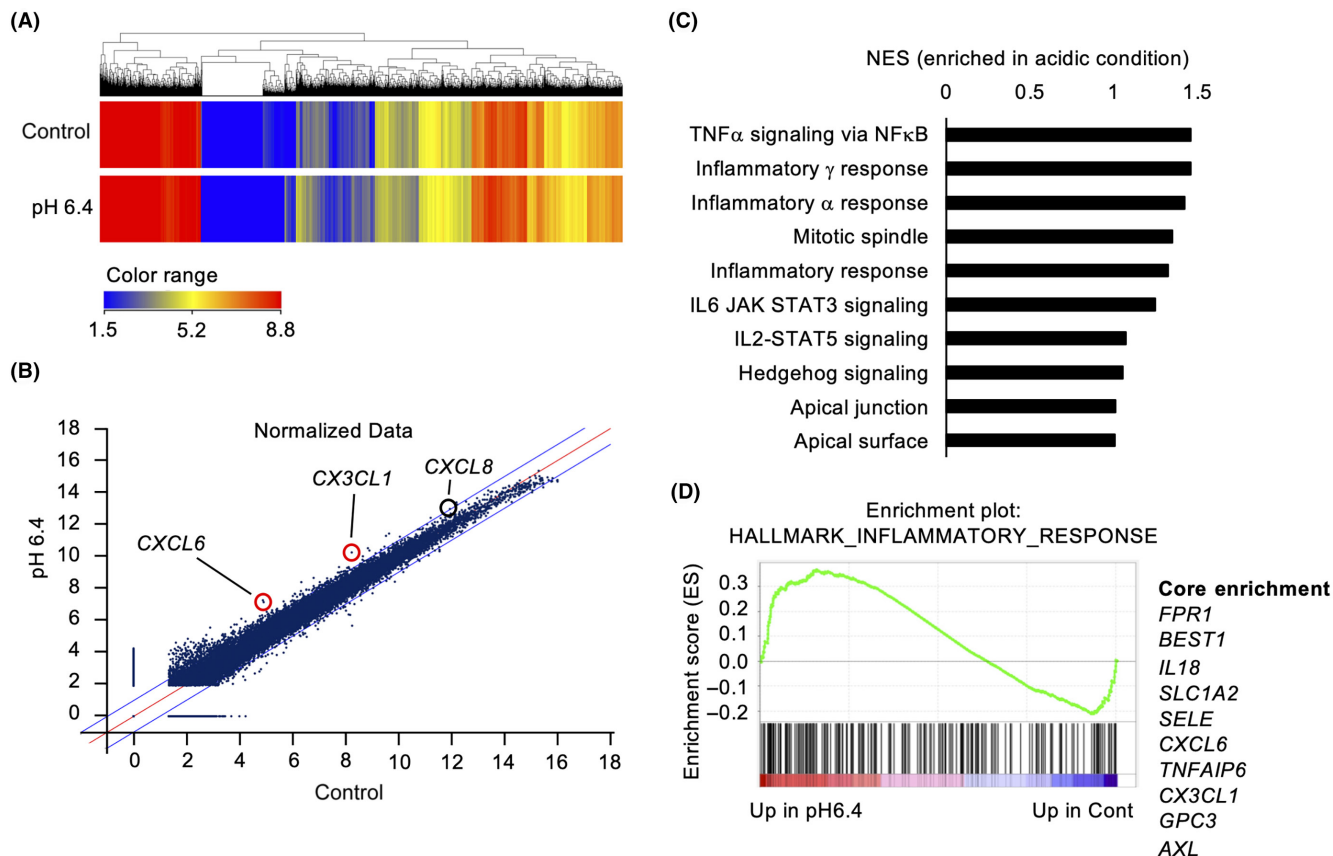 (A)
Control
pH 6.4
Color range
1.5 5.2 8.8
(B)
Normalized Data
CXCL6
CX3CL1
CXCL8
pH 6.4
18
16
14
12
10
8
6
4
2
0
0 2 4 6 8 10 12 14 16 18
Control
(C)
NES (enriched in acidic condition)
0 0.5 1 1.5
TNFα signaling via NFκB
Inflammatory γ response
Inflammatory α response
Mitotic spindle
Inflammatory response
IL6 JAK STAT3 signaling
IL2-STAT5 signaling
Hedgehog signaling
Apical junction
Apical surface
(D)
Enrichment plot:
HALLMARK_INFLAMMATORY_RESPONSE
Enrichment score (ES)
0.3
0.2
0.1
0.0
–0.1
–0.2
Up in pH6.4 Up in Cont
Core enrichment
FPR1
BEST1
IL18
SLC1A2
SELE
CXCL6
TNFAIP6
CX3CL1
GPC3
AXL